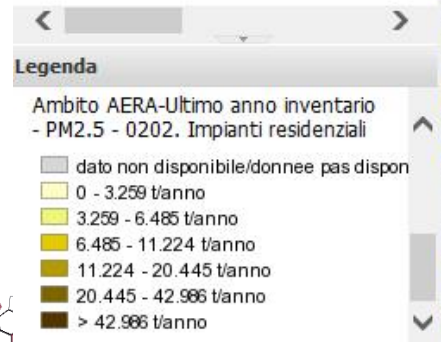 Legenda
Ambito AERA-Ultimo anno inventario
- PM2.5 - 0202. Impianti residenziali
dato non disponibile/donnee pas dispon
0 - 3.259 t/anno
3.259 - 6.485 t/anno
6.485 - 11.224 t/anno
11.224 - 20.445 t/anno
20.445 - 42.986 t/anno
> 42.986 t/anno